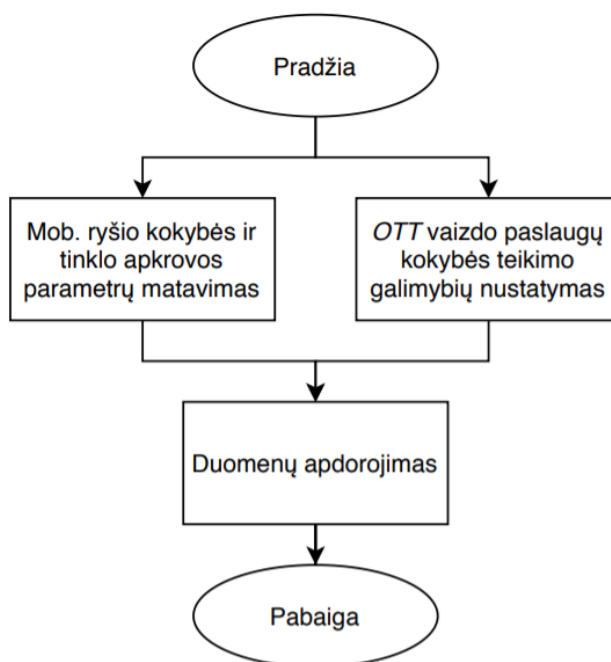 Pradžia
Mob. ryšio kokybės ir
tinklo apkrovos
parametrų matavimas
OTT vaizdo paslaugų
kokybės teikimo
galimybių nustatymas
Duomenų apdorojimas
Pabaiga